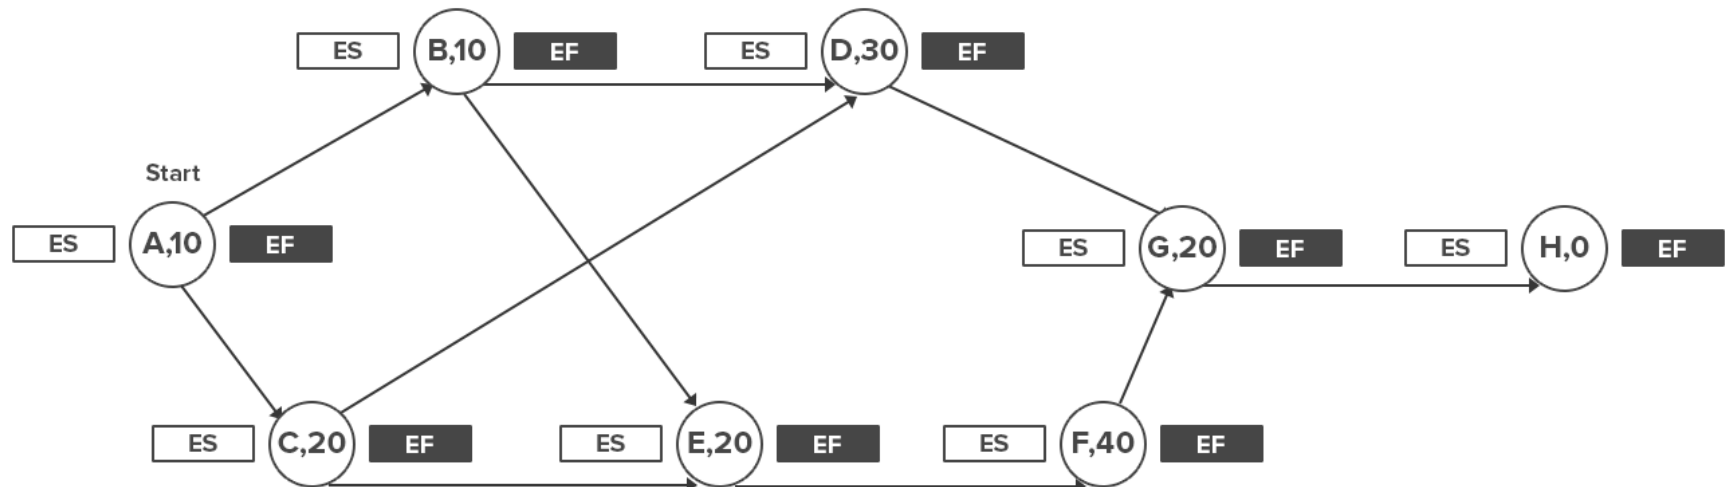 ES B,10 EF ES D,30 EF
Start
ES A,10 EF ES G,20 EF ES H,0 EF
ES C,20 EF ES E,20 EF ES F,40 EF